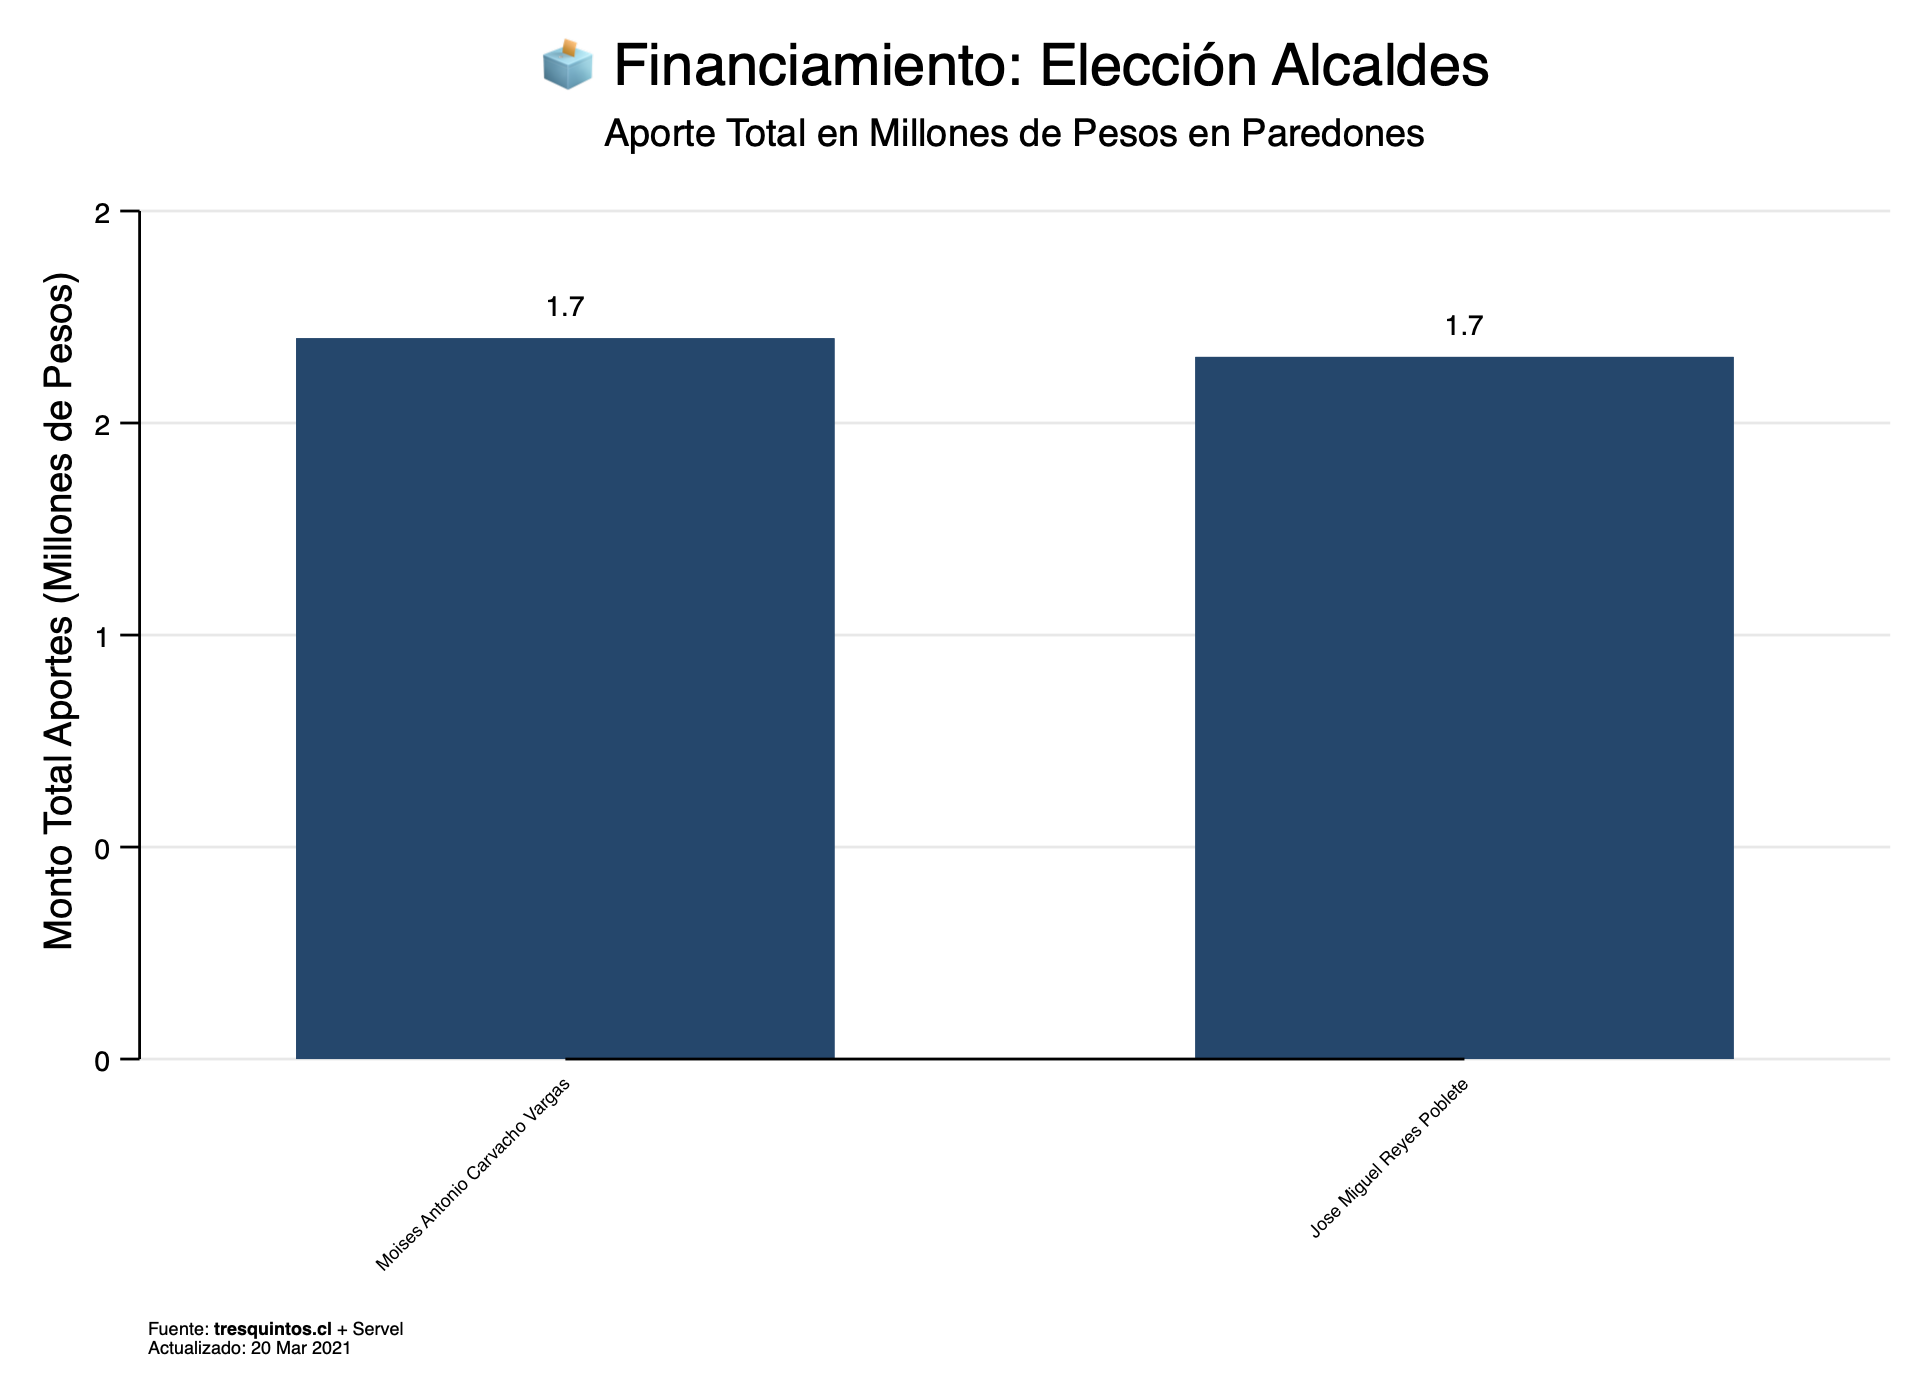 Financiamiento: Elección Alcaldes
Aporte Total en Millones de Pesos en Paredones
Monto Total Aportes (Millones de Pesos)
2
2
1
0
0
1.7
1.7
Moises Antonio Carvacho Vargas
Jose Miguel Reyes Poblete
Fuente: tresquintos.cl + Servel
Actualizado: 20 Mar 2021